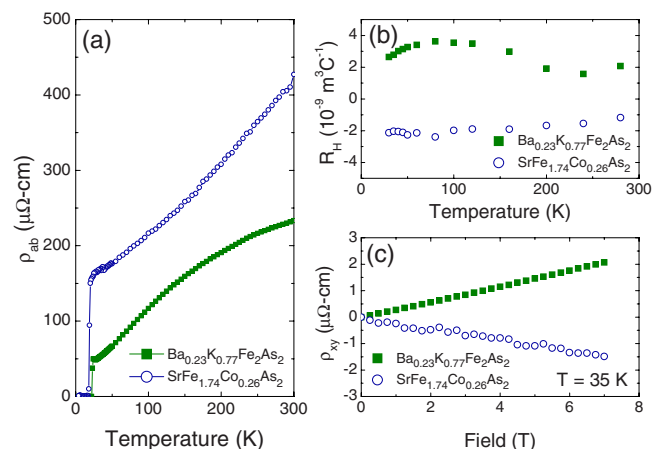 (a)
500
400
300
200
100
0
ρab (μΩ-cm)
Ba0.23K0.77Fe2As2
SrFe1.74Co0.26As2
0 100 200 300
Temperature (K)
(b)
6
4
2
0
-2
-4
RH (10-9 m3C-1)
Ba0.23K0.77Fe2As2
SrFe1.74Co0.26As2
0 100 200 300
Temperature (K)
(c)
3
2
1
0
-1
-2
-3
ρxy (μΩ-cm)
Ba0.23K0.77Fe2As2
SrFe1.74Co0.26As2
T = 35 K
0 2 4 6 8
Field (T)